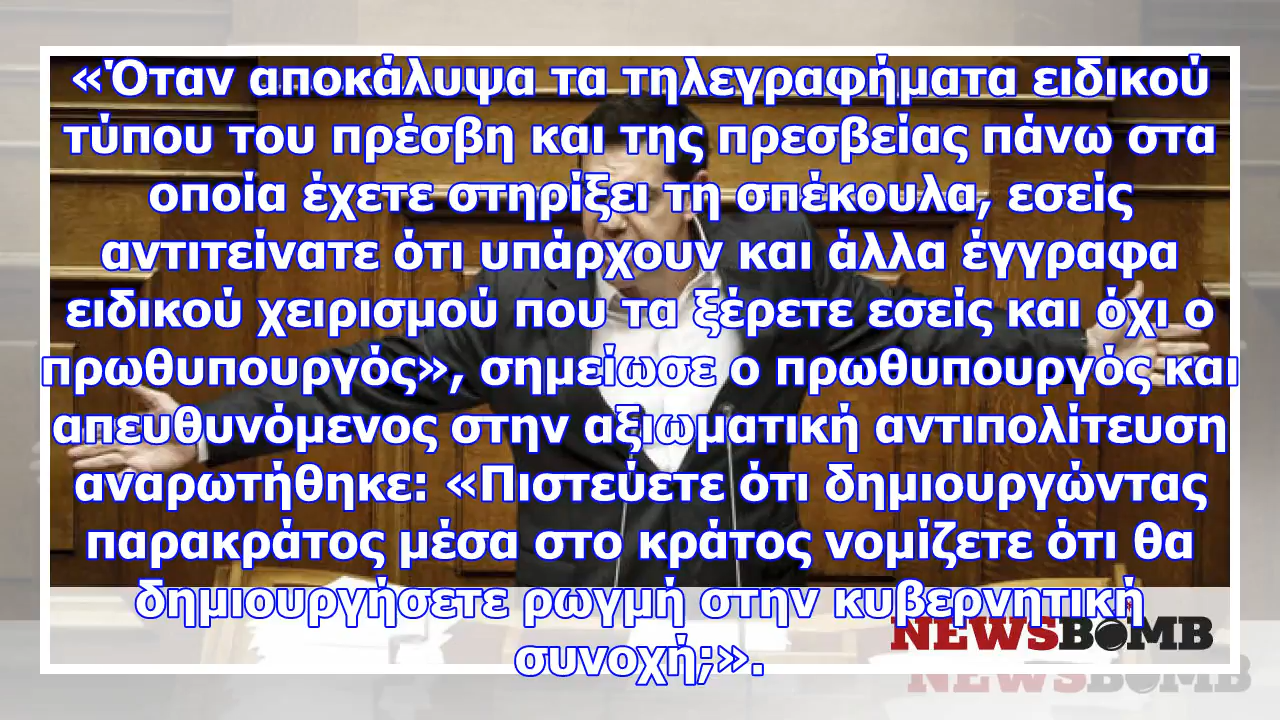 «Όταν αποκάλυψα τα τηλεγραφήματα ειδικού
τύπου του πρέσβη και της πρεσβείας πάνω στα
οποία έχετε στηρίξει τη σπέκουλα, εσείς
αντιτείνατε ότι υπάρχουν και άλλα έγγραφα
ειδικού χειρισμού που τα ξέρετε εσείς και όχι ο
πρωθυπουργός», σημείωσε ο πρωθυπουργός και
απευθυνόμενος στην αξιωματική αντιπολίτευση
αναρωτήθηκε: «Πιστεύετε ότι δημιουργώντας
παρακράτος μέσα στο κράτος νομίζετε ότι θα
δημιουργήσετε ρωγμή στην κυβερνητική
συνοχή;».
NEWSBOMB
NEWSBOMB